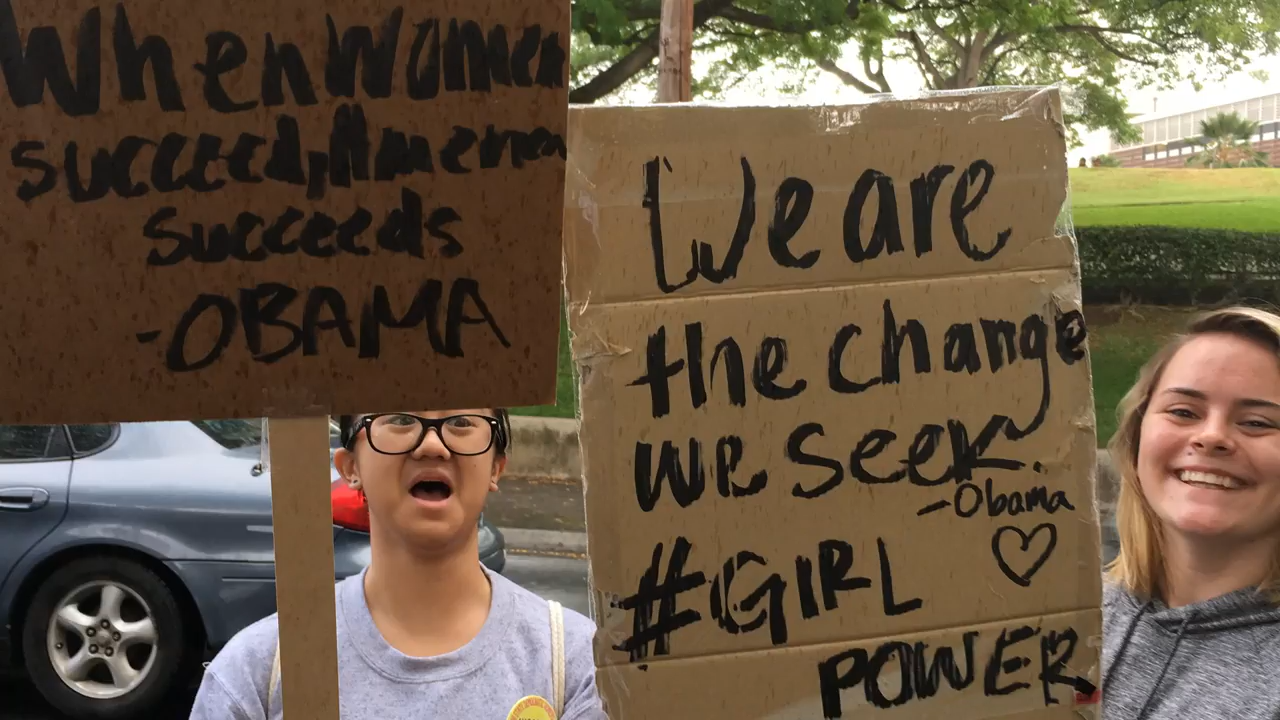 When Women
succeed, America
succeeds
-OBAMA
We are
the change
we seek.
-Obama
#GIRL
POWER